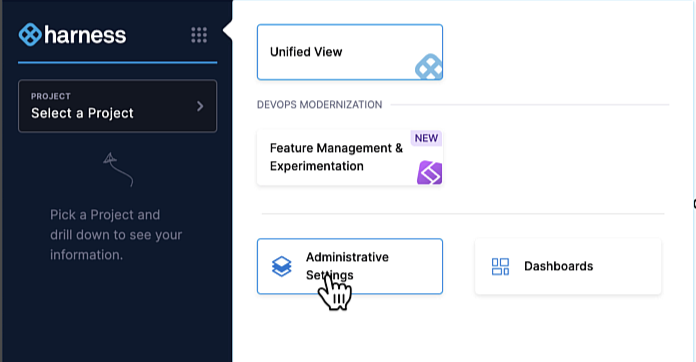 harness
PROJECT
Select a Project
Pick a Project and
drill down to see your
information.
Unified View
DEVOPS MODERNIZATION
Feature Management &
Experimentation
NEW
Administrative
Settings
Dashboards